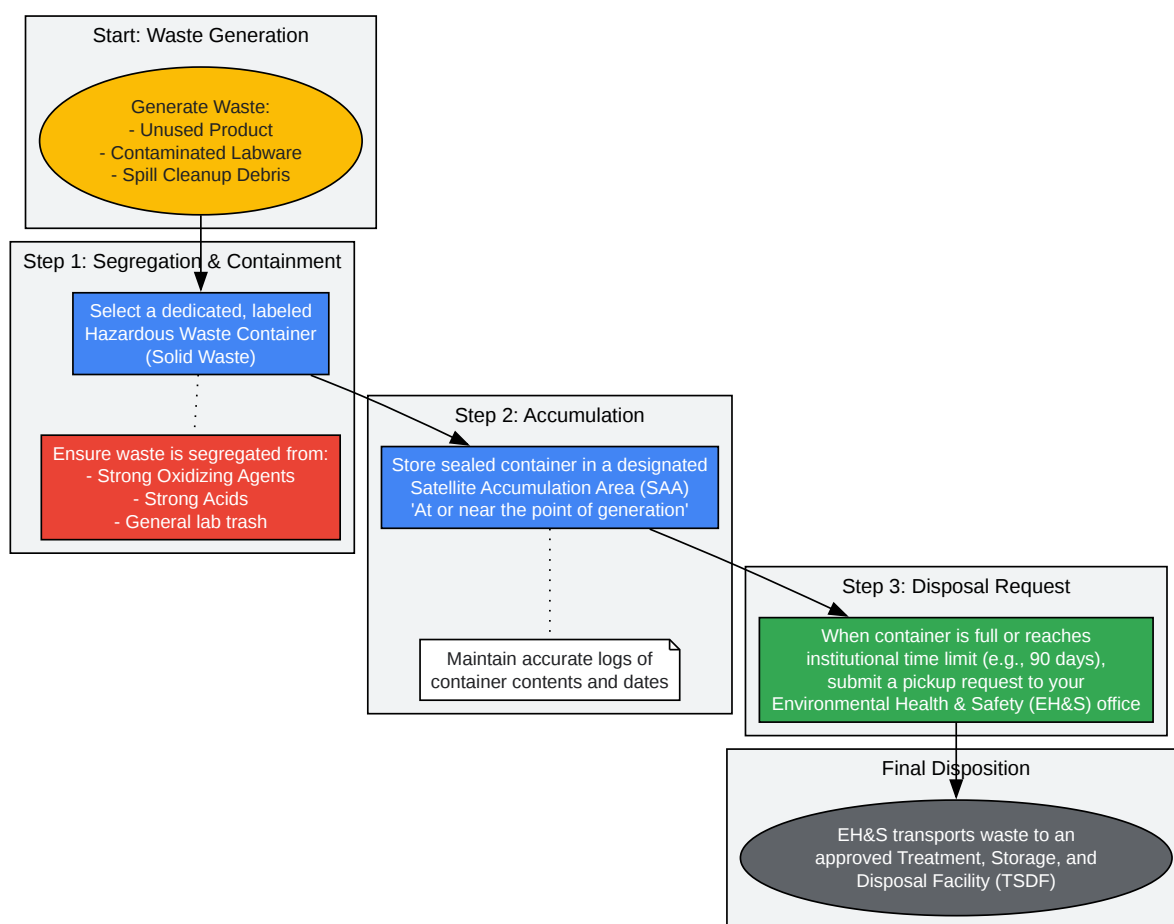 Start: Waste Generation
Generate Waste:
- Unused Product
- Contaminated Labware
- Spill Cleanup Debris
Step 1: Segregation & Containment
Select a dedicated, labeled
Hazardous Waste Container
(Solid Waste)
Ensure waste is segregated from:
- Strong Oxidizing Agents
- Strong Acids
- General lab trash
Step 2: Accumulation
Store sealed container in a designated
Satellite Accumulation Area (SAA)
'At or near the point of generation'
Maintain accurate logs of
container contents and dates
Step 3: Disposal Request
When container is full or reaches
institutional time limit (e.g., 90 days),
submit a pickup request to your
Environmental Health & Safety (EH&S) office
Final Disposition
EH&S transports waste to an
approved Treatment, Storage, and
Disposal Facility (TSDF)